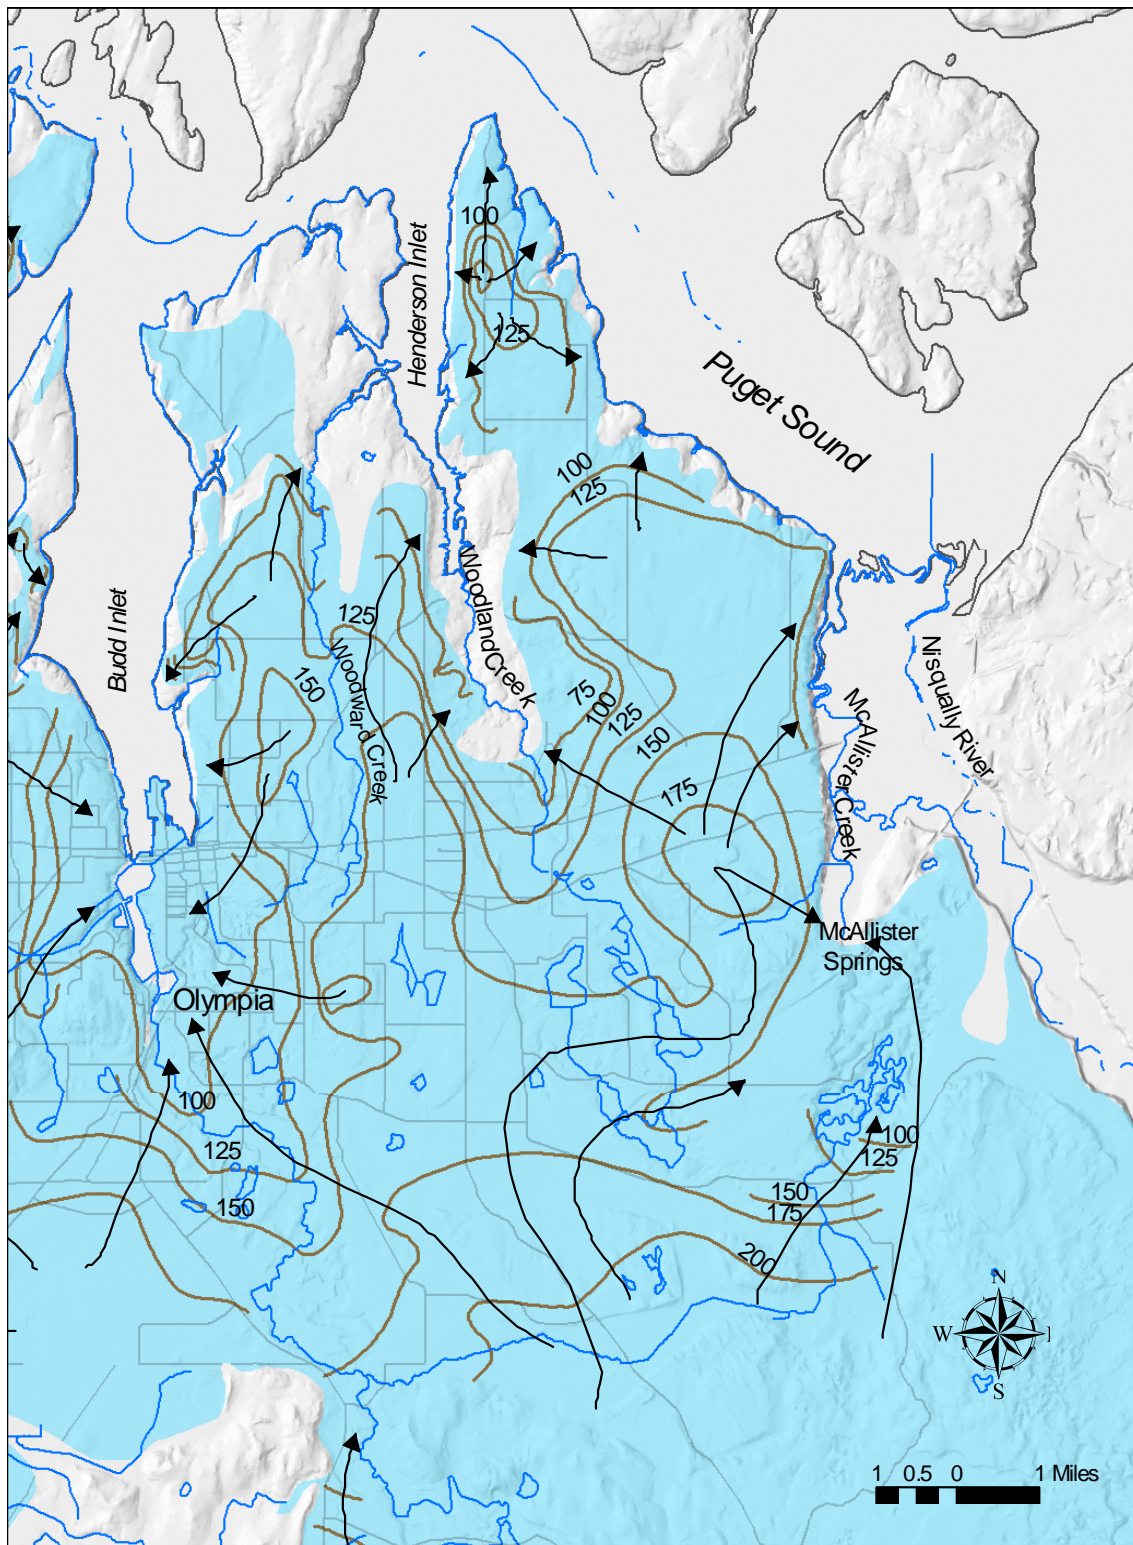 100
Henderson Inlet
125
Puget Sound
100
125
Budd Inlet
125
Woodland Creek
Woodward Creek
150
75
100
125
150
Nisqually River
McAllister Creek
175
McAllister
Springs
Olympia
100
125
150
100
125
150
175
200
N
W
S
1 0.5 0 1 Miles